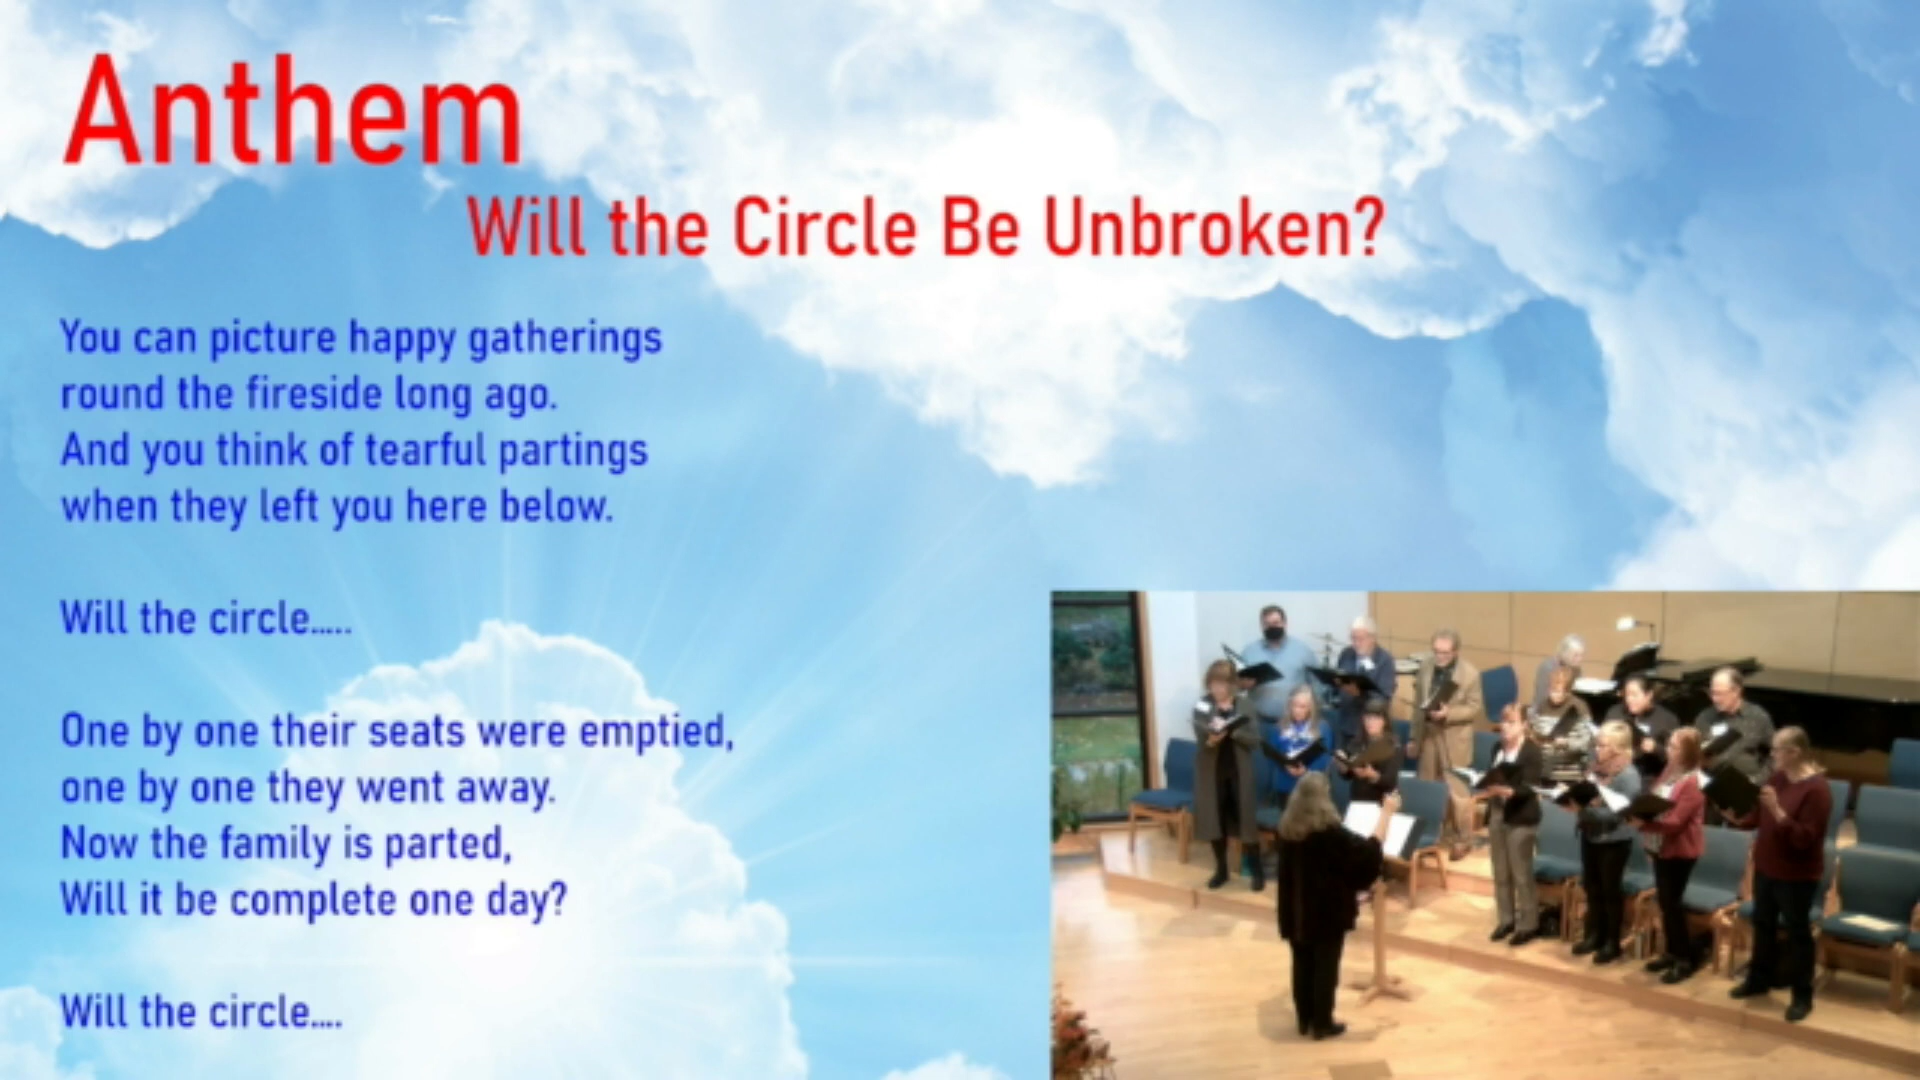 Anthem
Will the Circle Be Unbroken?
You can picture happy gatherings
round the fireside long ago.
And you think of tearful partings
when they left you here below.
Will the circle.....
One by one their seats were emptied,
one by one they went away.
Now the family is parted,
Will it be complete one day?
Will the circle....